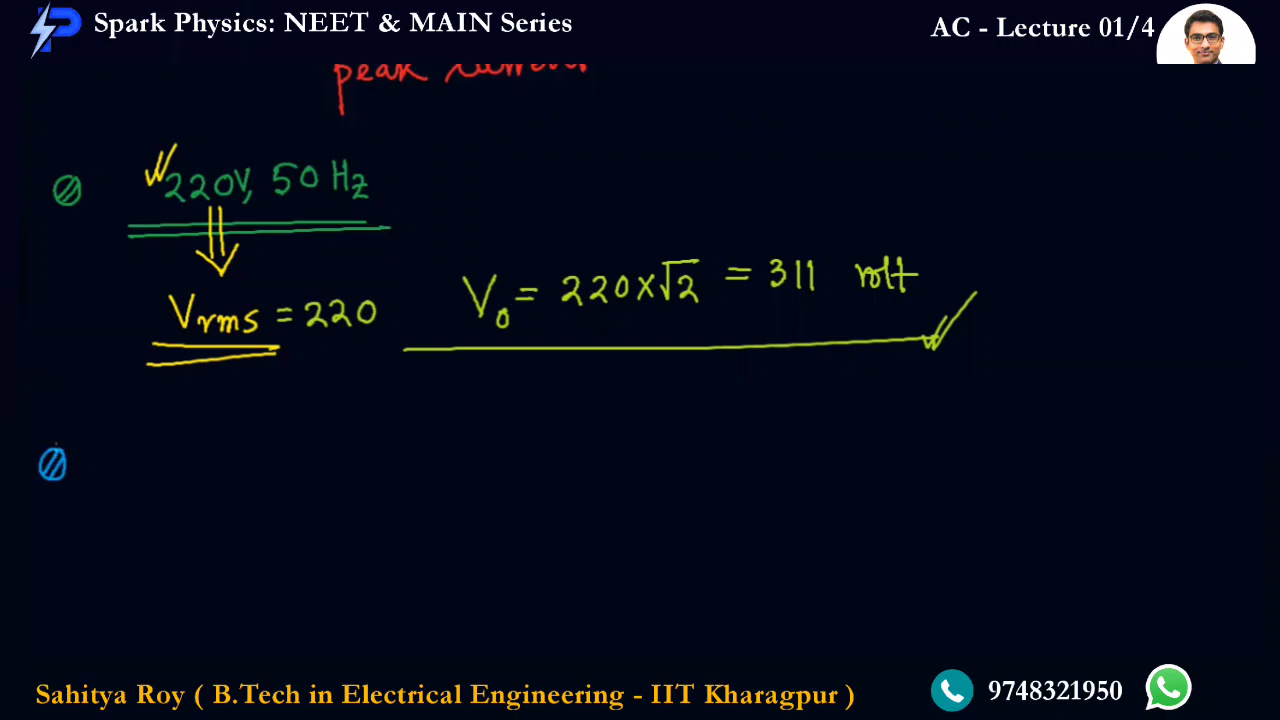 Spark Physics: NEET & MAIN Series
AC - Lecture 01/4
peak
220V, 50 Hz
Vrms = 220
V₀ = 220×√2 = 311 volt
Sahitya Roy ( B.Tech in Electrical Engineering - IIT Kharagpur )
9748321950